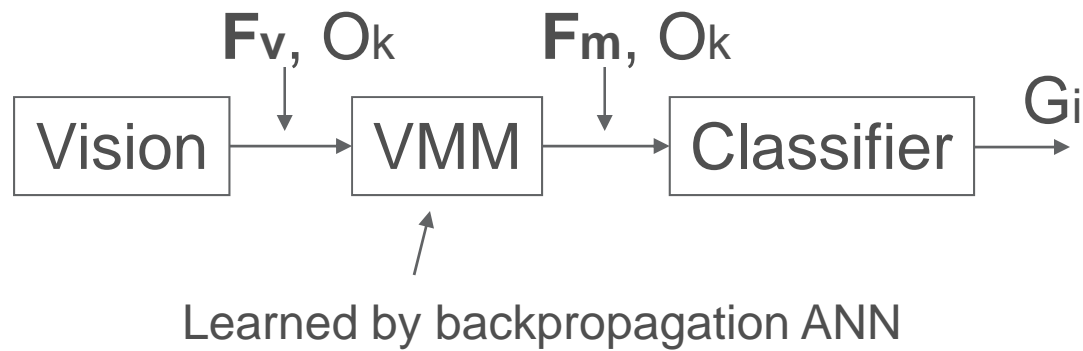 Fv, Ok Fm, Ok
Gi
Vision VMM Classifier
Learned by backpropagation ANN